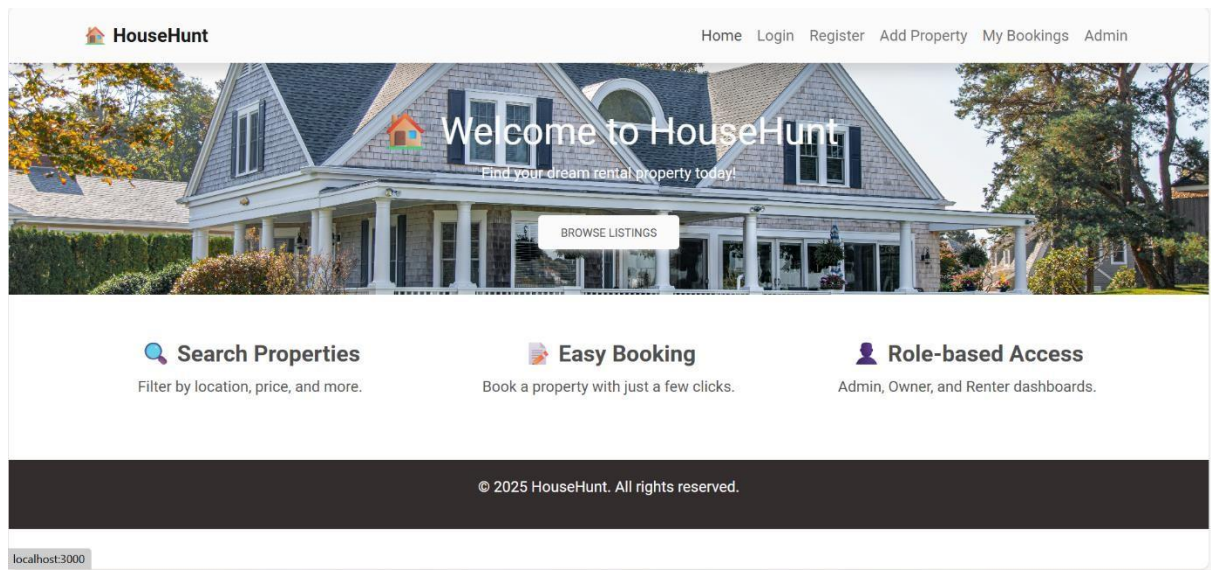 HouseHunt
Home Login Register Add Property My Bookings Admin
Welcome to HouseHunt
Find your dream rental property today!
BROWSE LISTINGS
Search Properties
Easy Booking
Role-based Access
Filter by location, price, and more.
Book a property with just a few clicks.
Admin, Owner, and Renter dashboards.
© 2025 HouseHunt. All rights reserved.
localhost:3000